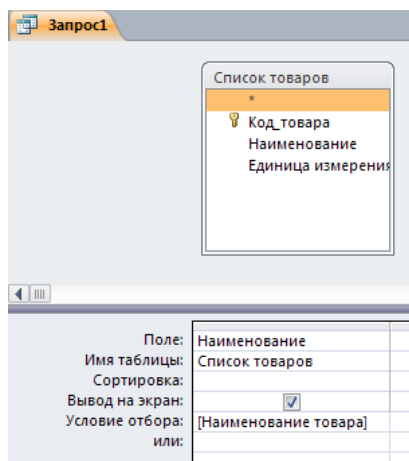 Запрос1
Список товаров
*
Код_товара
Наименование
Единица измерения
Поле: Наименование
Имя таблицы: Список товаров
Сортировка:
Вывод на экран:
Условие отбора: [Наименование товара]
или: